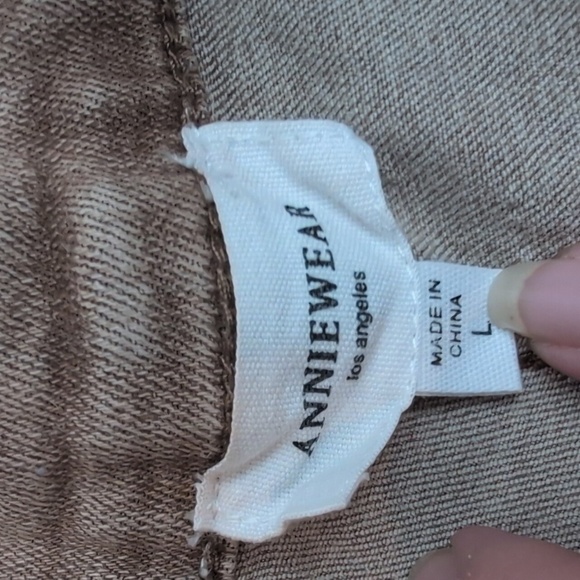 ANNIEWEAR
los angeles
MADE IN
CHINA
L